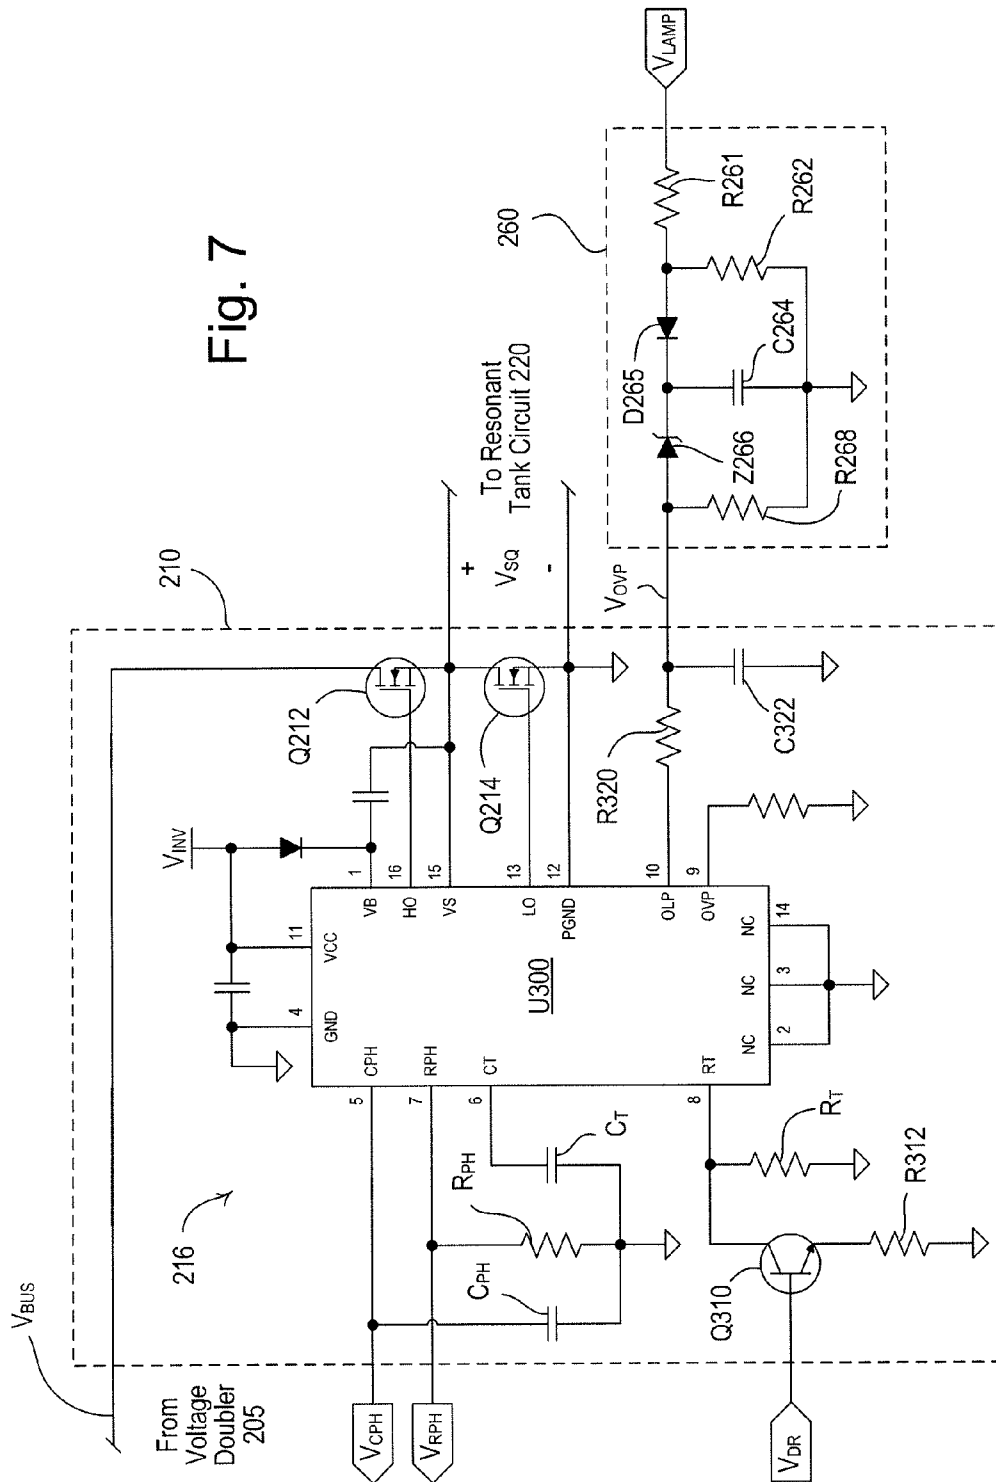 Fig. 7
VBUS
From
Voltage
Doubler
205
210
216
VINV
Q212
Q214
To Resonant
Tank Circuit 220
+
VSQ
-
11
VCC
4
GND
1
VB
16
HO
15
VS
13
LO
12
PGND
10
OLP
9
OVP
14
NC
3
NC
2
NC
U300
5
CPH
7
RPH
6
CT
8
RT
VCPH
VRPH
VDR
CPH
RPH
CT
RT
Q310
R312
R320
C322
VOVP
260
VLAMP
R261
R262
D265
C264
Z266
R268